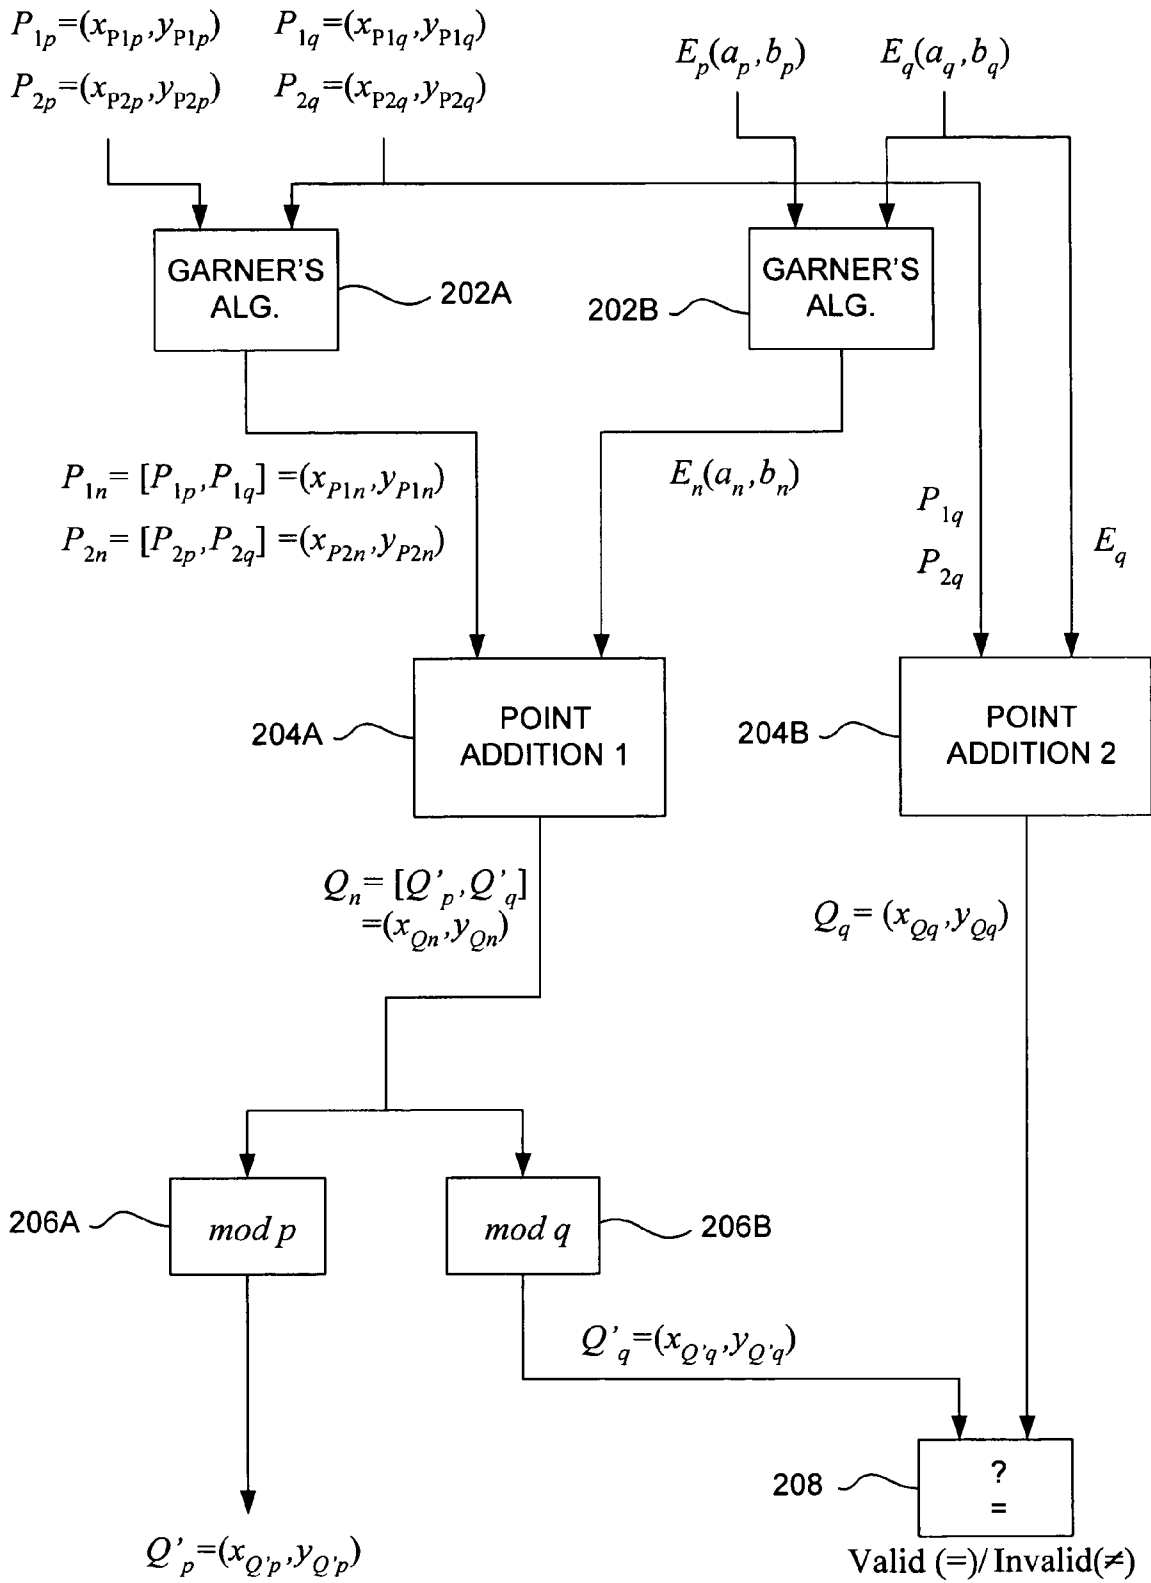 P1p=(xP1p,yP1p) P1q=(xP1q,yP1q)
Ep(ap,bp) Eq(aq,bq)
P2p=(xP2p,yP2p) P2q=(xP2q,yP2q)
GARNER'S
ALG.
202A
GARNER'S
ALG.
202B
P1n= [P1p,P1q] =(xP1n,yP1n)
P2n= [P2p,P2q] =(xP2n,yP2n)
En(an,bn)
P1q
P2q
Eq
204A
POINT
ADDITION 1
204B
POINT
ADDITION 2
Qn= [Q'p,Q'q]
=(xQn,yQn)
Qq= (xQq,yQq)
206A
mod p
mod q
206B
Q'q=(xQ'q,yQ'q)
208
?
=
Q'p=(xQ'p,yQ'p)
Valid (=)/ Invalid(≠)